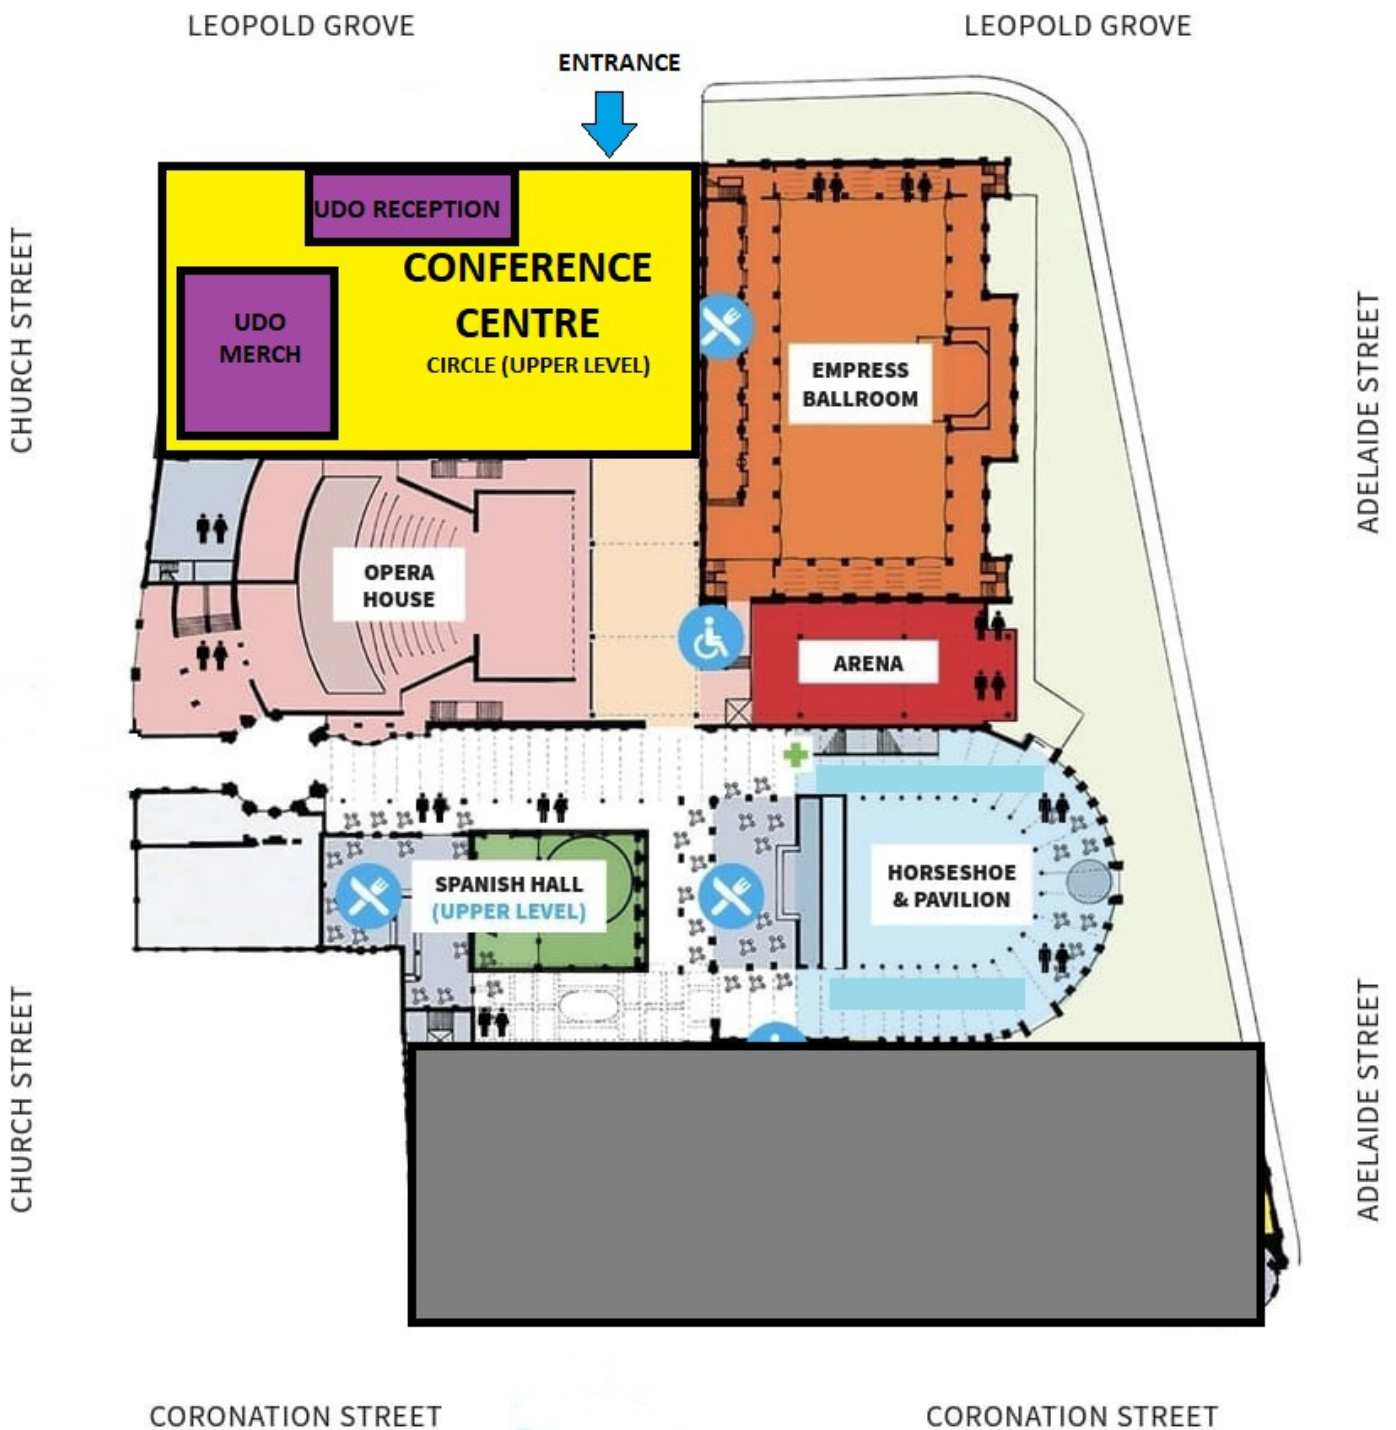 LEOPOLD GROVE
LEOPOLD GROVE
ENTRANCE
UDO RECEPTION
CONFERENCE
CENTRE
CIRCLE (UPPER LEVEL)
UDO
MERCH
CHURCH STREET
ADELAIDE STREET
EMPRESS
BALLROOM
OPERA
HOUSE
ARENA
SPANISH HALL
(UPPER LEVEL)
HORSESHOE
& PAVILION
CHURCH STREET
ADELAIDE STREET
CORONATION STREET
CORONATION STREET